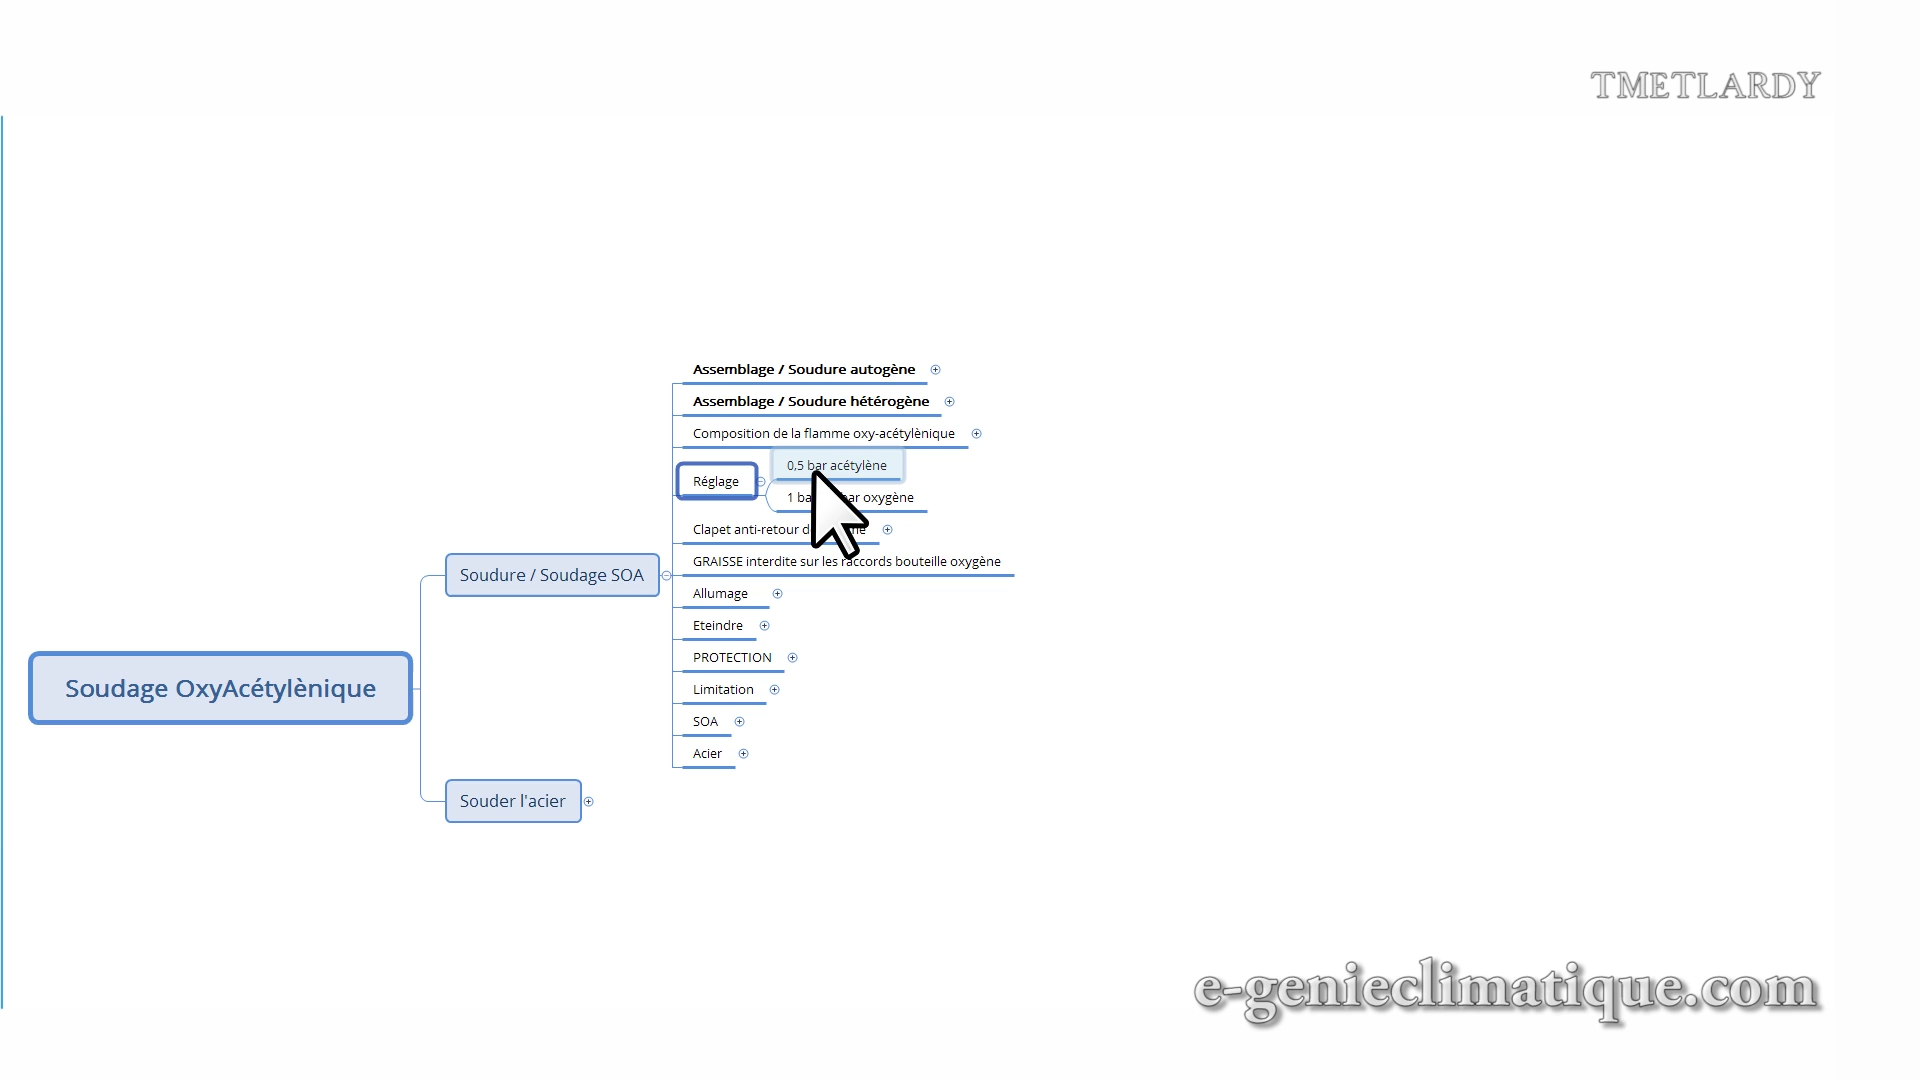 TMETLARDY
Assemblage / Soudure autogène
Assemblage / Soudure hétérogène
Composition de la flamme oxy-acétylènique
0,5 bar acétylène
Réglage
1 bar oxygène
Clapet anti-retour
GRAISSE interdite sur les raccords bouteille oxygène
Soudure / Soudage SOA
Allumage
Eteindre
PROTECTION
Soudage OxyAcétylènique
Limitation
SOA
Acier
Souder l'acier
e-genieclimatique.com